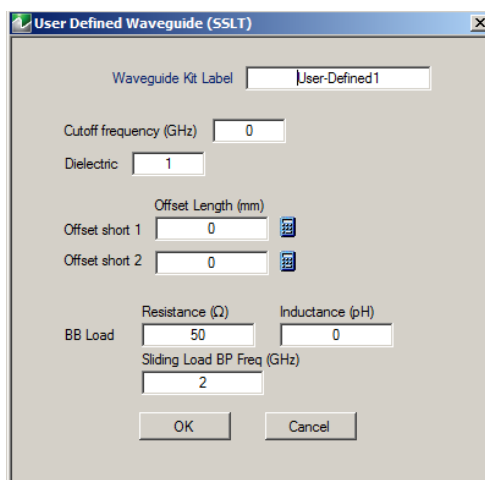 User Defined Waveguide (SSLT)
Waveguide Kit Label User-Defined1
Cutoff frequency (GHz) 0
Dielectric 1
Offset Length (mm)
Offset short 1 0
Offset short 2 0
Resistance (Ω) Inductance (pH)
BB Load 50 0
Sliding Load BP Freq (GHz)
2
OK Cancel